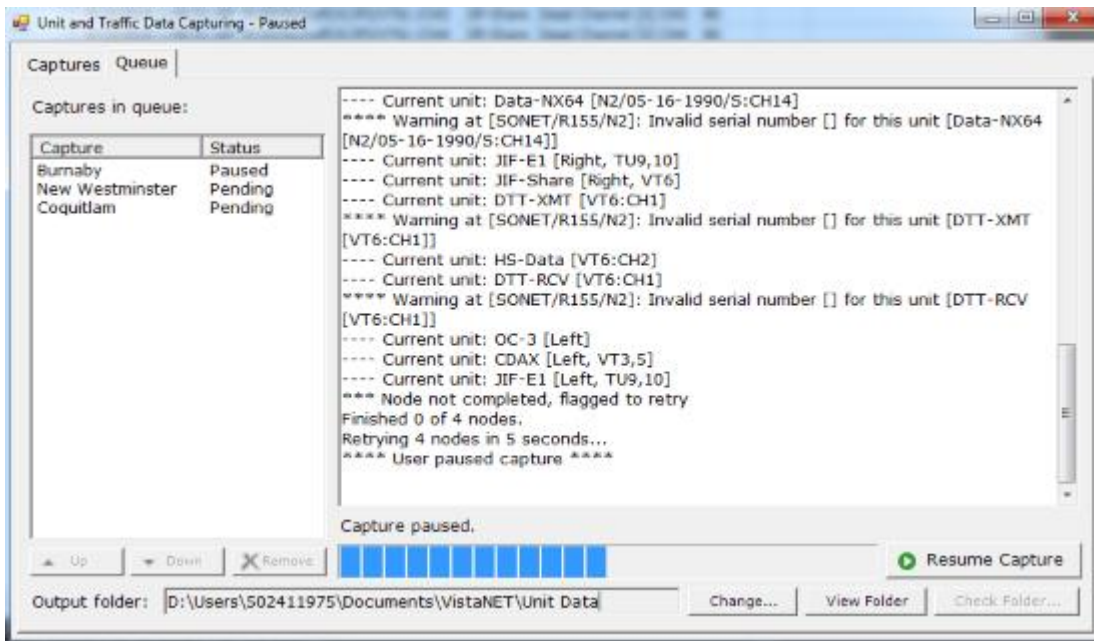 Unit and Traffic Data Capturing - Paused
Captures Queue
Captures in queue:
Capture Status
Burnaby Paused
New Westminster Pending
Coquitlam Pending
---- Current unit: Data-NX64 [N2/05-16-1990/S:CH14]
**** Warning at [SONET/R155/N2]: Invalid serial number [] for this unit [Data-NX64
[N2/05-16-1990/S:CH14]]
---- Current unit: JIF-E1 [Right, TU9,10]
---- Current unit: JIF-Share [Right, VT6]
---- Current unit: DTT-XMT [VT6:CH1]
**** Warning at [SONET/R155/N2]: Invalid serial number [] for this unit [DTT-XMT
[VT6:CH1]]
---- Current unit: HS-Data [VT6:CH2]
---- Current unit: DTT-RCV [VT6:CH1]
**** Warning at [SONET/R155/N2]: Invalid serial number [] for this unit [DTT-RCV
[VT6:CH1]]
---- Current unit: OC-3 [Left]
---- Current unit: CDAX [Left, VT3,5]
---- Current unit: JIF-E1 [Left, TU9,10]
*** Node not completed, flagged to retry
Finished 0 of 4 nodes.
Retrying 4 nodes in 5 seconds...
**** User paused capture ****
Capture paused.
Up Down Remove
Resume Capture
Output folder: D:\Users\502411975\Documents\VistaNET\Unit Data
Change... View Folder Check Folder...